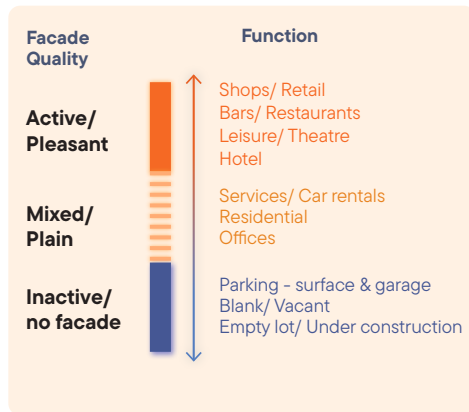 Facade
Quality
Function
Active/
Pleasant
Shops/ Retail
Bars/ Restaurants
Leisure/ Theatre
Hotel
Mixed/
Plain
Services/ Car rentals
Residential
Offices
Inactive/
no facade
Parking - surface & garage
Blank/ Vacant
Empty lot/ Under construction